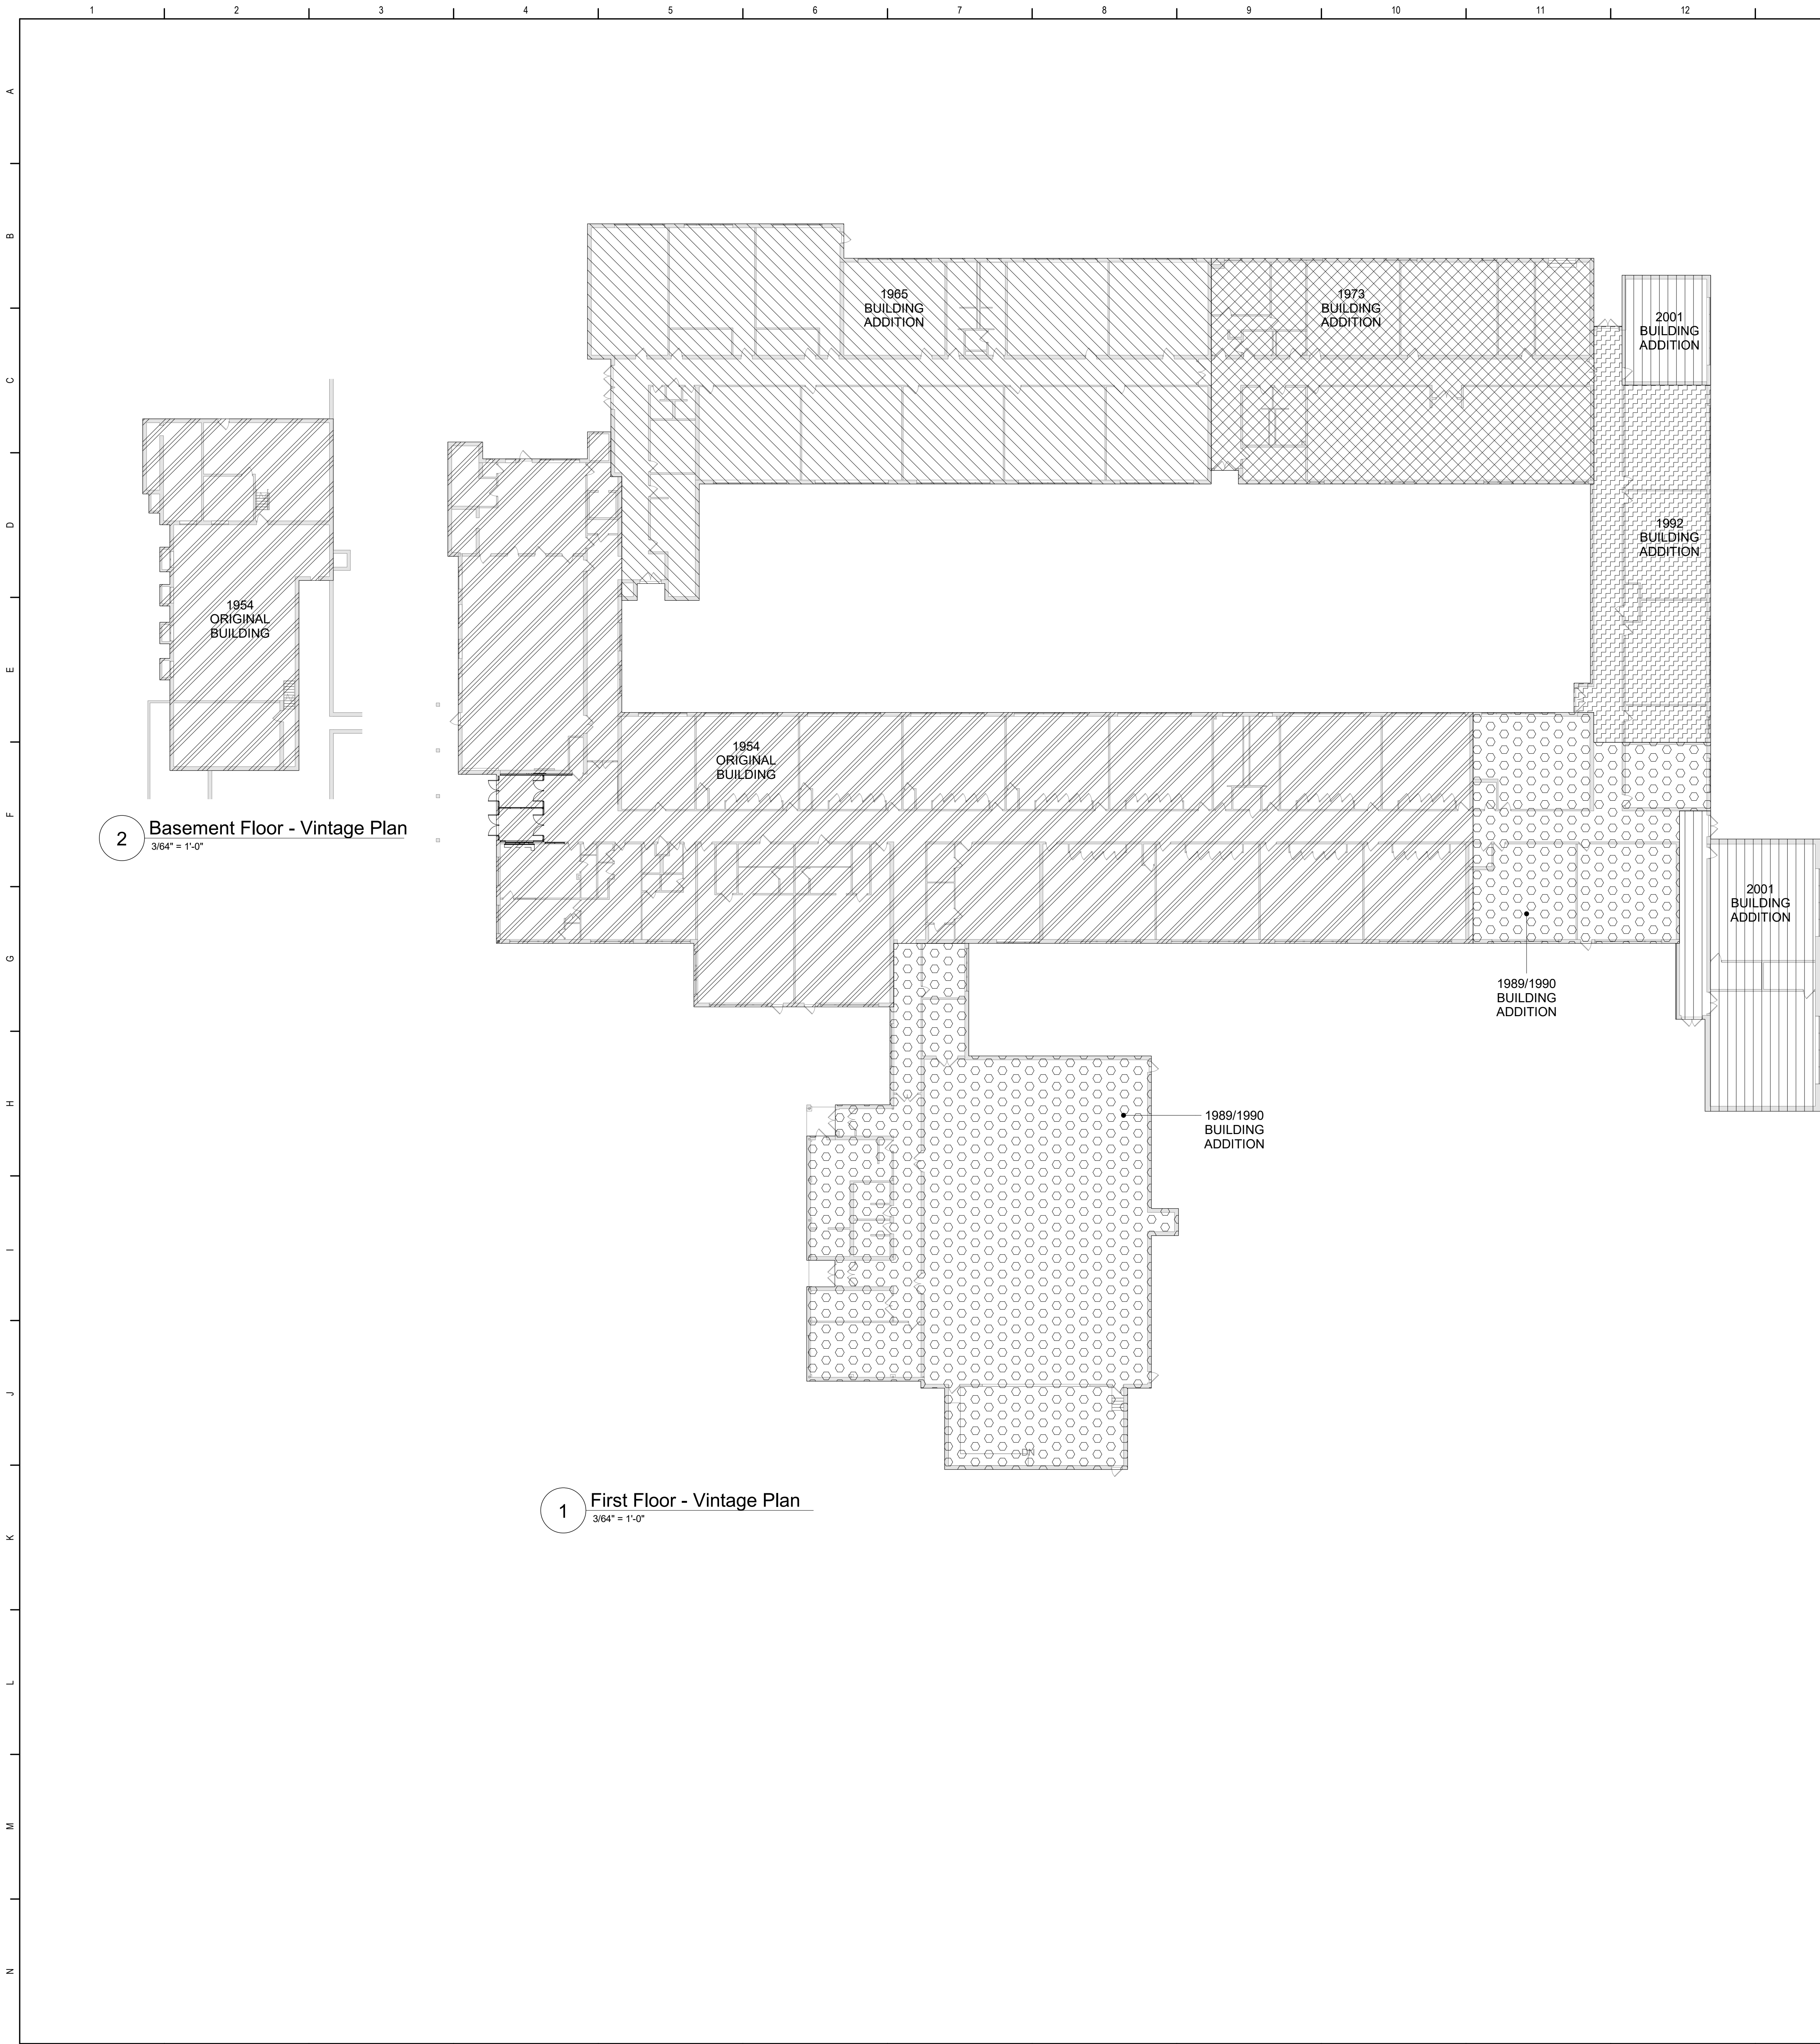 1 2 3 4 5 6 7 8 9 10 11 12
A
B
C
D
E
F
G
H
I
J
K
L
M
N
1965
BUILDING
ADDITION
1973
BUILDING
ADDITION
2001
BUILDING
ADDITION
1992
BUILDING
ADDITION
1954
ORIGINAL
BUILDING
1954
ORIGINAL
BUILDING
2 Basement Floor - Vintage Plan
3/64" = 1'-0"
2001
BUILDING
ADDITION
1989/1990
BUILDING
ADDITION
1989/1990
BUILDING
ADDITION
DN
1 First Floor - Vintage Plan
3/64" = 1'-0"